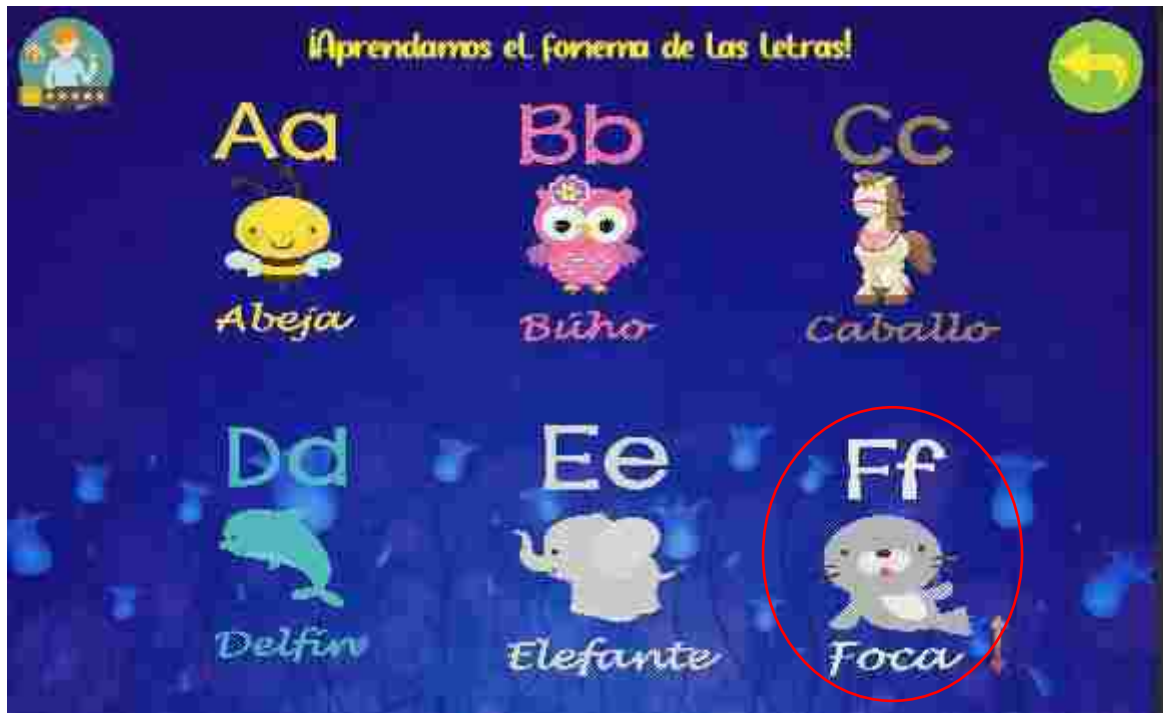 ¡Aprendamos el fonema de las letras!
Aa Bb Cc
Abeja Búho Caballo
Dd Ee Ff
Delfín Elefante Foca